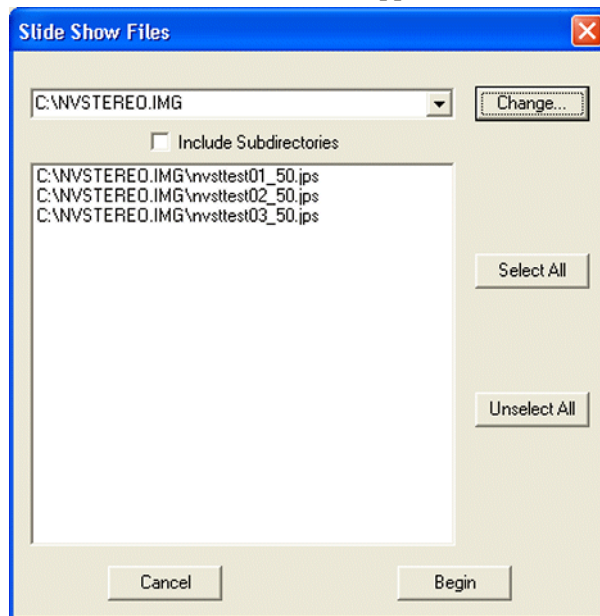 Slide Show Files
C:\NVSTEREO.IMG
Change...
Include Subdirectories
C:\NVSTEREO.IMG\nvsttest01_50.jps
C:\NVSTEREO.IMG\nvsttest02_50.jps
C:\NVSTEREO.IMG\nvsttest03_50.jps
Select All
Unselect All
Cancel
Begin